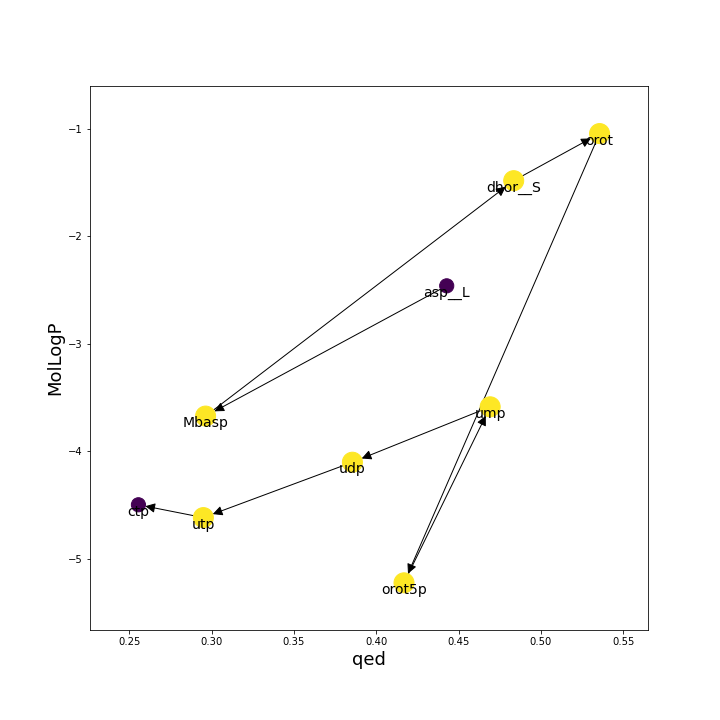 −1
orot
dhor__S
−2
asp__L
MolLogP
−3
Mbasp
ump
−4
udp
ctp
utp
−5
orot5p
0.25
0.30
0.35
0.40
0.45
0.50
0.55
qed